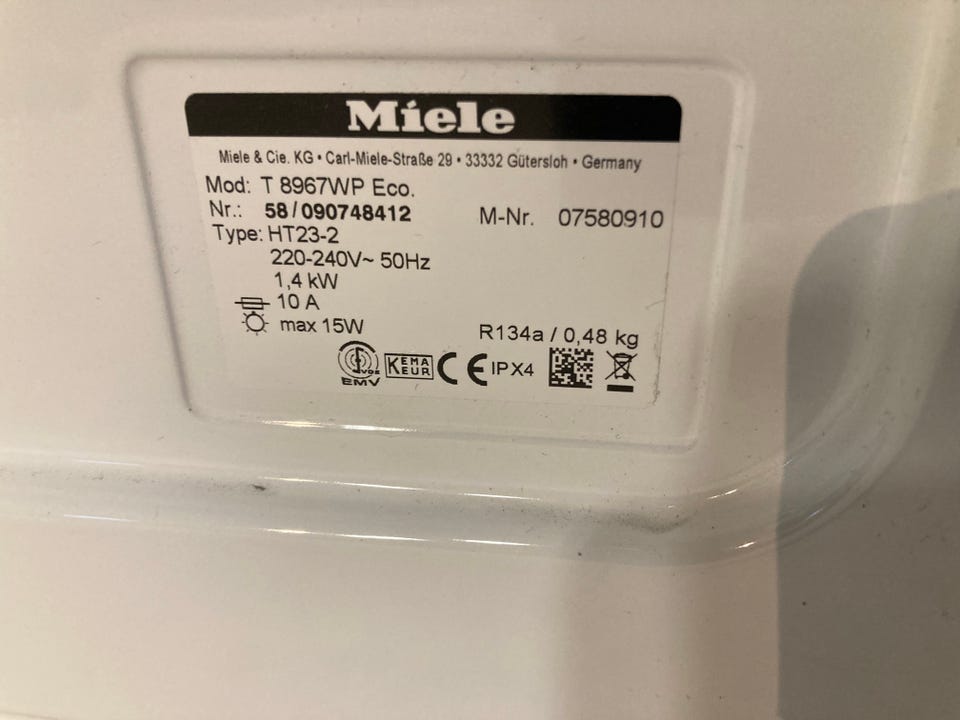 Miele
Miele & Cie. KG • Carl-Miele-Straße 29 • 33332 Gütersloh • Germany
Mod: T 8967WP Eco.
Nr.: 58/090748412 M-Nr. 07580910
Type: HT23-2
220-240V~ 50Hz
1,4 kW
10 A
max 15W R134a / 0,48 kg
VDE EMV KEMA KEUR CE IPX4